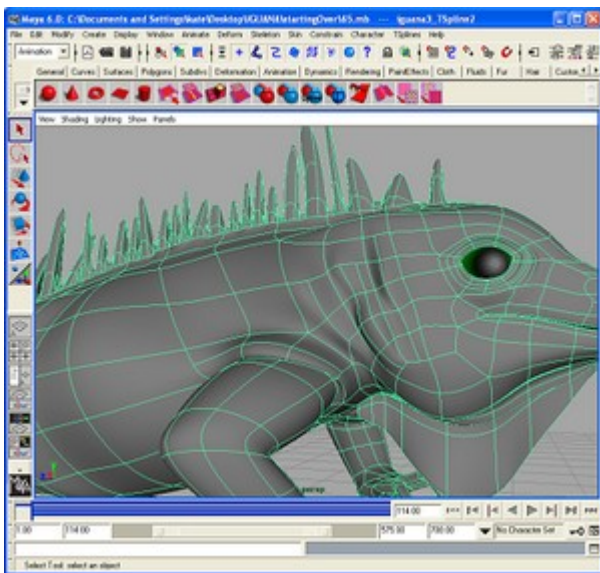 Maya 6.0: C:\Documents and Settings\kate\Desktop\IGUANA\startingOver\65.mb --- iguana3_TSpline2
File Edit Modify Create Display Window Animate Deform Skeleton Skin Constrain Character TSplines Help
Animation
General Curves Surfaces Polygons Subdivs Deformation Animation Dynamics Rendering PaintEffects Cloth Fluids Fur Hair Custom
View Shading Lighting Show Panels
persp
114.00
1.00 114.00 575.00 700.00 No Character Set
Select Tool: select an object